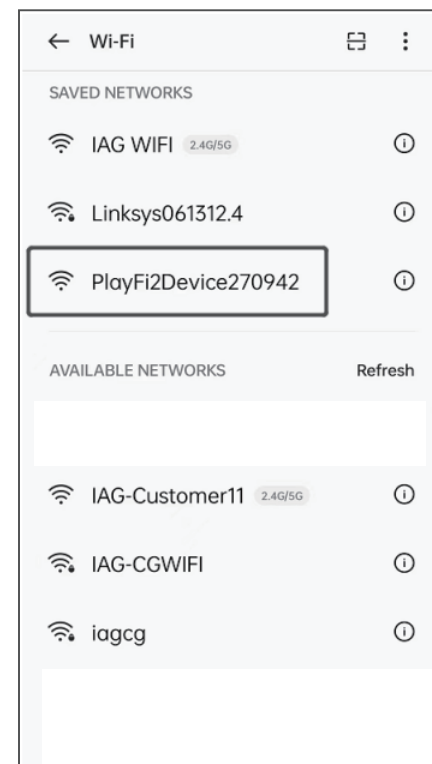 Wi-Fi
SAVED NETWORKS
IAG WIFI 2.4G/5G
Linksys061312.4
PlayFi2Device270942
AVAILABLE NETWORKS Refresh
IAG-Customer11 2.4G/5G
IAG-CGWIFI
iagcg